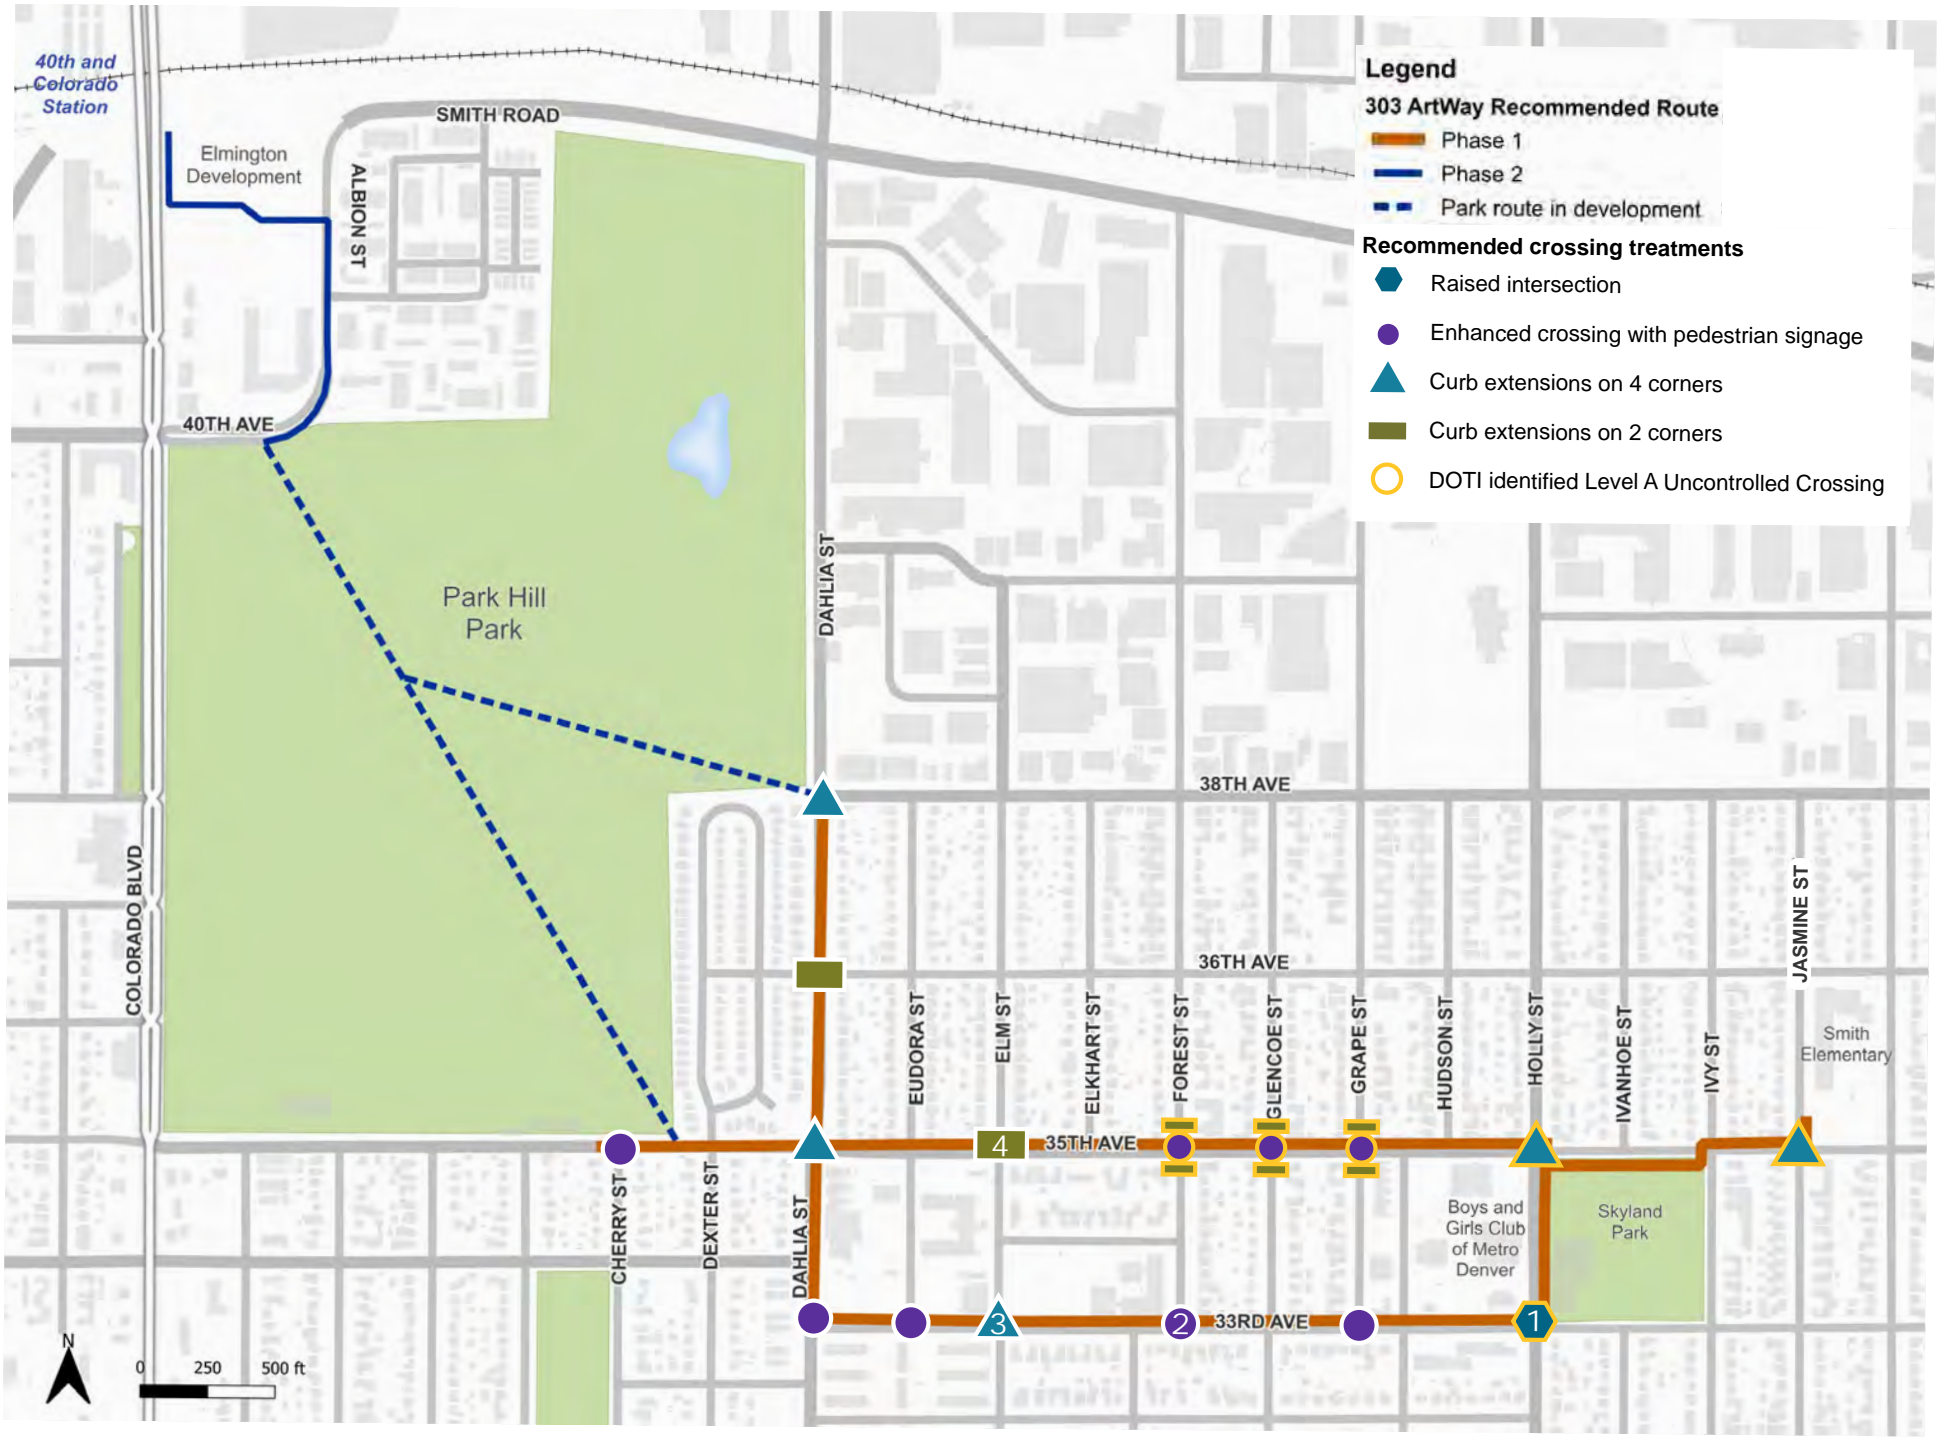 40th and
Colorado
Station
SMITH ROAD
Elmington
Development
ALBION ST
40TH AVE
Legend
303 ArtWay Recommended Route
Phase 1
Phase 2
Park route in development
Recommended crossing treatments
Raised intersection
Enhanced crossing with pedestrian signage
Curb extensions on 4 corners
Curb extensions on 2 corners
DOTI identified Level A Uncontrolled Crossing
Park Hill
Park
DAHLIA ST
38TH AVE
COLORADO BLVD
JASMINE ST
36TH AVE
EUDORA ST
ELM ST
ELKHART ST
FOREST ST
GLENCOE ST
GRAPE ST
HUDSON ST
HOLLY ST
IVANHOE ST
IVY ST
Smith
Elementary
4
35TH AVE
CHERRY ST
DEXTER ST
DAHLIA ST
Boys and
Girls Club
of Metro
Denver
Skyland
Park
3
2
33RD AVE
1
N
0 250 500 ft